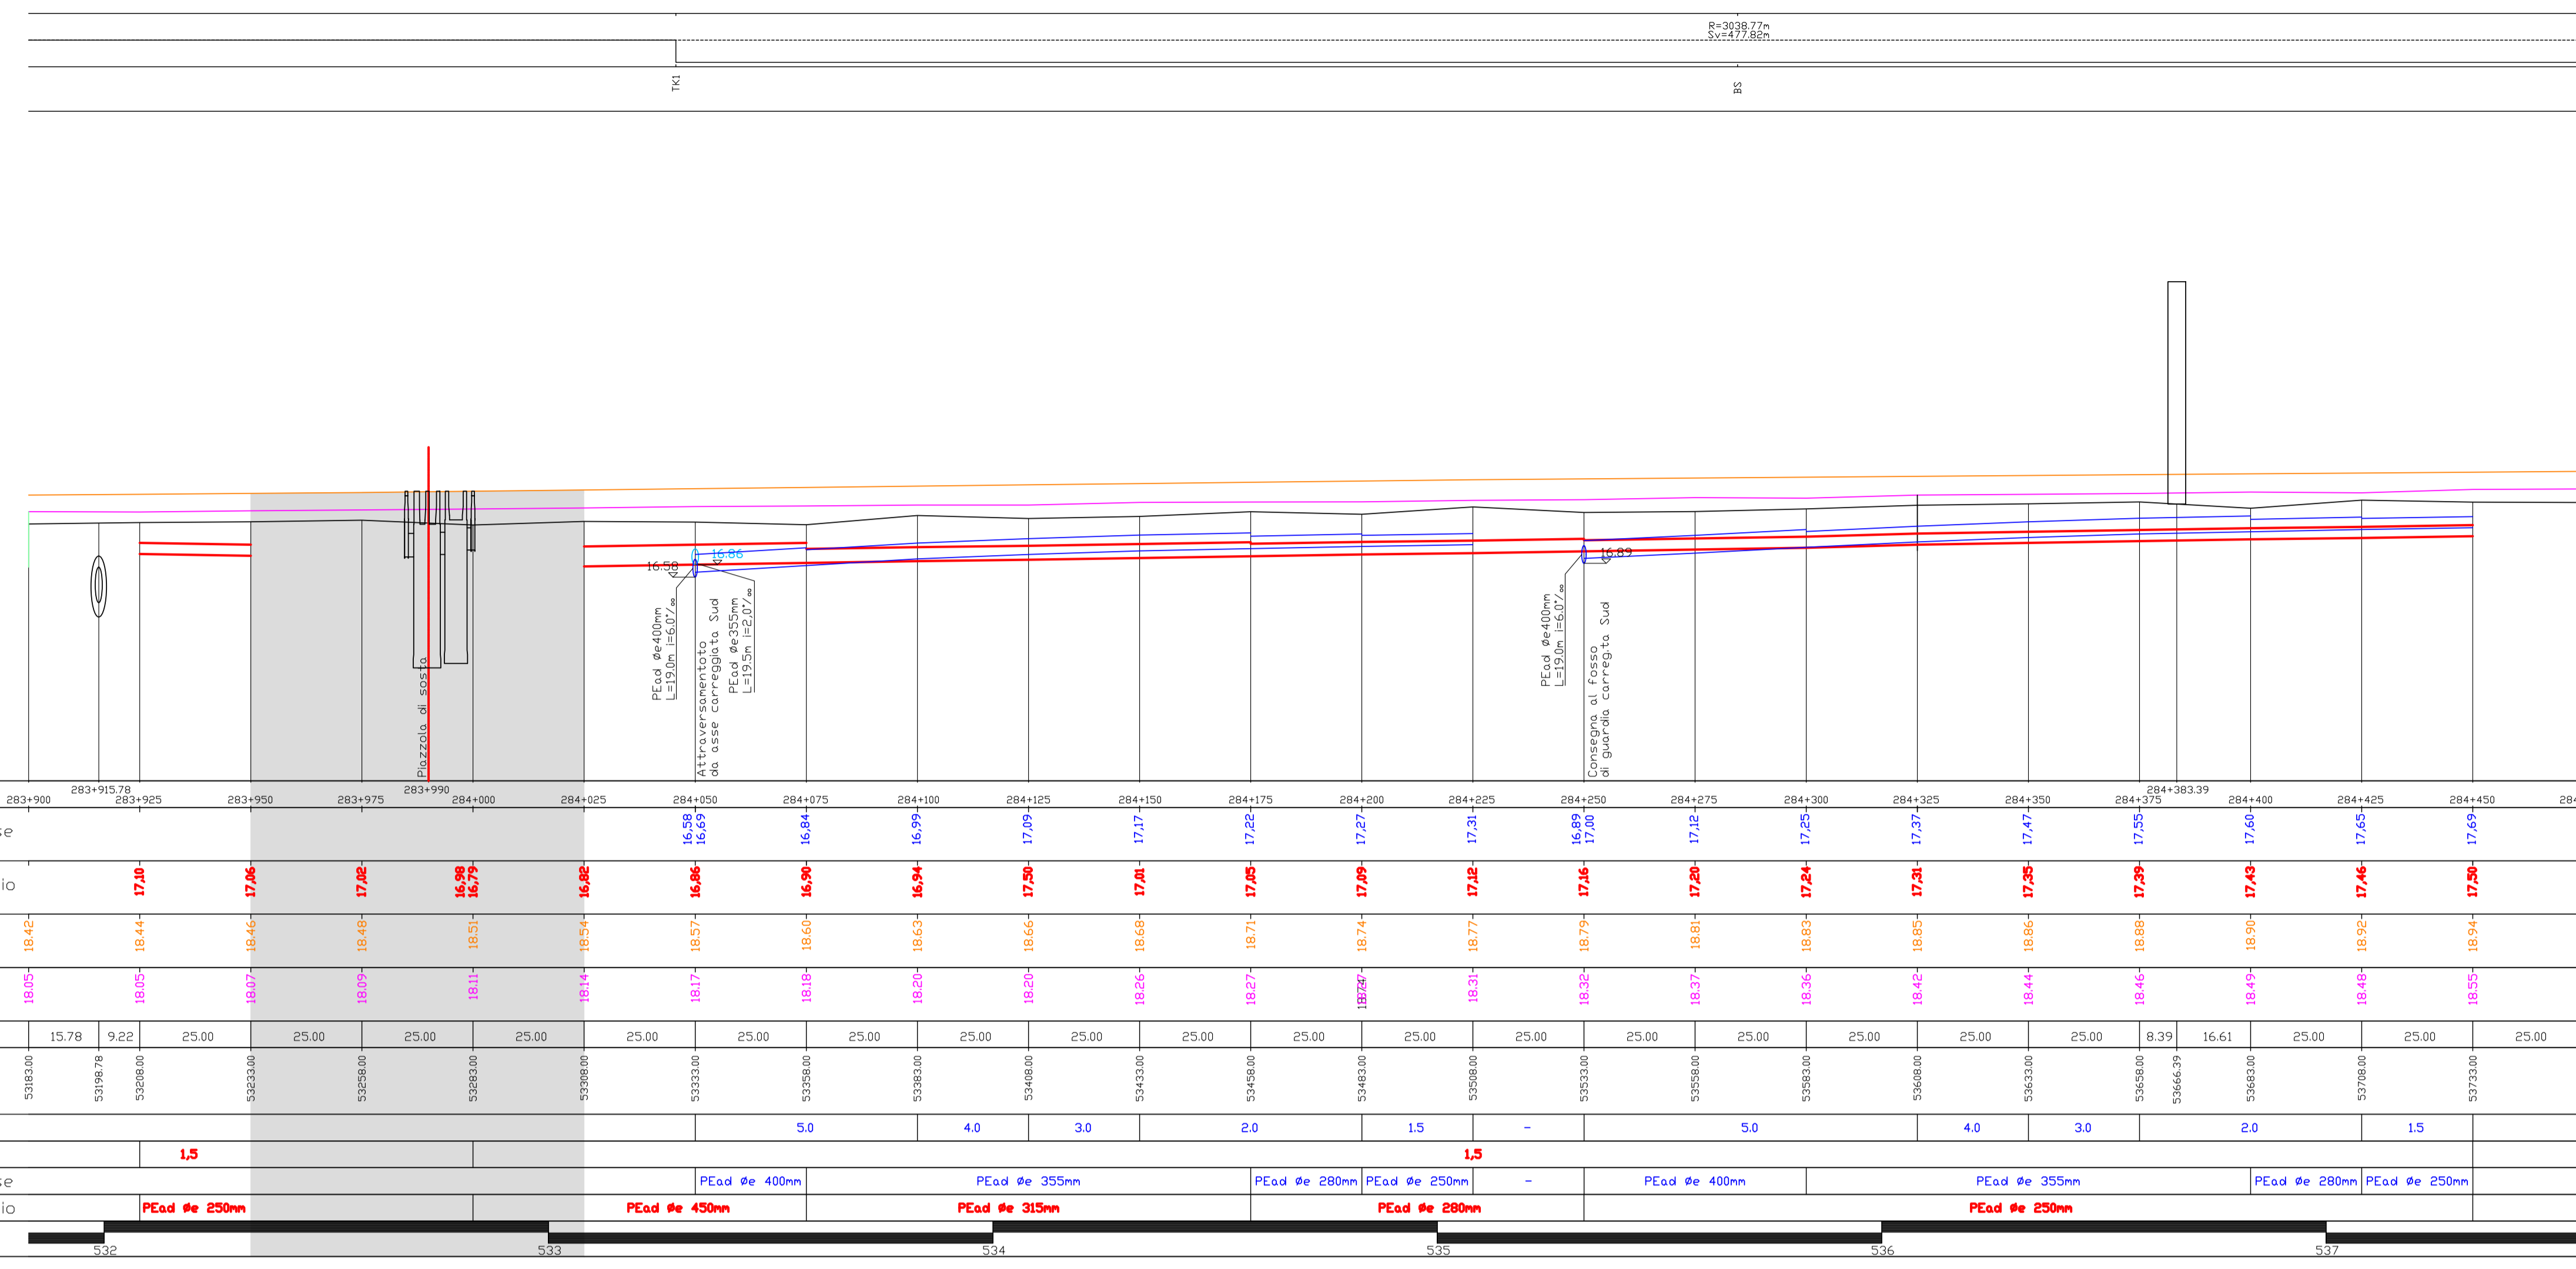 R=3038.77m
Sv=477.82m
TK1
BS
16.58
16.86
16.89
PEad Øe400mm
L=19.0m i=6.0°/∞
Attraversamentoto
da asse carreggiata Sud
PEad Øe355mm
L=19.5m i=2,0°/∞
PEad Øe400mm
L=19.0m i=6.0°/∞
Consegna al fosso
di guardia carreg.ta Sud
Piazzola di sosta
283+915.78 283+990 284+383.39
283+900 283+925 283+950 283+975 284+000 284+025 284+050 284+075 284+100 284+125 284+150 284+175 284+200 284+225 284+250 284+275 284+300 284+325 284+350 284+375 284+400 284+425 284+450 284
se 16,58 16,69 16,84 16,99 17,09 17,17 17,22 17,27 17,31 16,89 17,00 17,12 17,25 17,37 17,47 17,55 17,60 17,65 17,69
io 17,10 17,06 17,02 16,98 16,79 16,82 16,86 16,90 16,94 17,50 17,01 17,05 17,09 17,12 17,16 17,20 17,24 17,31 17,35 17,39 17,43 17,46 17,50
18.42 18.44 18.46 18.48 18.51 18.54 18.57 18.60 18.63 18.66 18.68 18.71 18.74 18.77 18.79 18.81 18.83 18.85 18.86 18.88 18.90 18.92 18.94
18.05 18.05 18.07 18.09 18.11 18.14 18.17 18.18 18.20 18.20 18.26 18.27 18.31 18.32 18.37 18.36 18.42 18.44 18.46 18.49 18.48 18.55
15.78 9.22 25.00 25.00 25.00 25.00 25.00 25.00 25.00 25.00 25.00 25.00 25.00 25.00 25.00 25.00 25.00 25.00 25.00 25.00 8.39 16.61 25.00 25.00 25.00
53183.00 53198.78 53208.00 53233.00 53258.00 53283.00 53308.00 53333.00 53358.00 53383.00 53408.00 53433.00 53458.00 53483.00 53508.00 53533.00 53558.00 53583.00 53608.00 53633.00 53658.00 53666.39 53683.00 53708.00 53733.00
5.0 4.0 3.0 2.0 1.5 - 5.0 4.0 3.0 2.0 1.5
1,5 1,5
se PEad Øe 400mm PEad Øe 355mm PEad Øe 280mm PEad Øe 250mm - PEad Øe 400mm PEad Øe 355mm PEad Øe 280mm PEad Øe 250mm
io PEad Øe 250mm PEad Øe 450mm PEad Øe 315mm PEad Øe 280mm PEad Øe 250mm
532 533 534 535 536 537